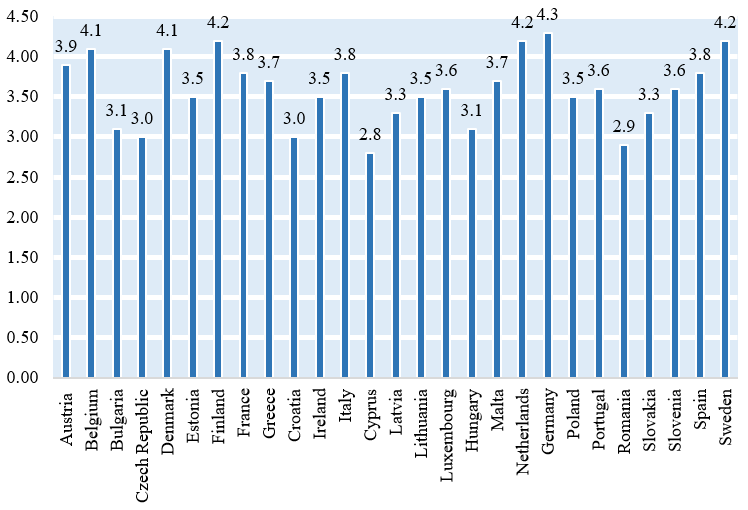 4.50
4.00
3.50
3.00
2.50
2.00
1.50
1.00
0.50
0.00
3.9
4.1
3.1
3.0
4.1
3.5
4.2
3.8
3.7
3.0
3.5
3.8
2.8
3.3
3.5
3.6
3.1
3.7
4.2
4.3
3.5
3.6
2.9
3.3
3.6
3.8
4.2
Austria
Belgium
Bulgaria
Czech Republic
Denmark
Estonia
Finland
France
Greece
Croatia
Ireland
Italy
Cyprus
Latvia
Lithuania
Luxembourg
Hungary
Malta
Netherlands
Germany
Poland
Portugal
Romania
Slovakia
Slovenia
Spain
Sweden